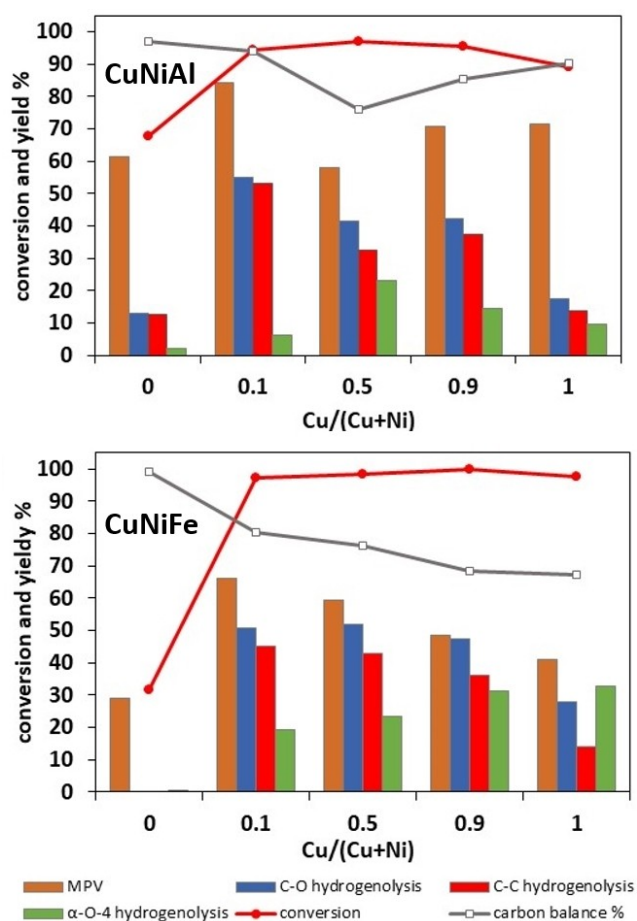 100
90
80
70
60
50
40
30
20
10
0
conversion and yield %
CuNiAl
0 0.1 0.5 0.9 1
Cu/(Cu+Ni)
100
90
80
70
60
50
40
30
20
10
0
conversion and yieldy %
CuNiFe
0 0.1 0.5 0.9 1
Cu/(Cu+Ni)
MPV C-O hydrogenolysis C-C hydrogenolysis
α-O-4 hydrogenolysis conversion carbon balance %